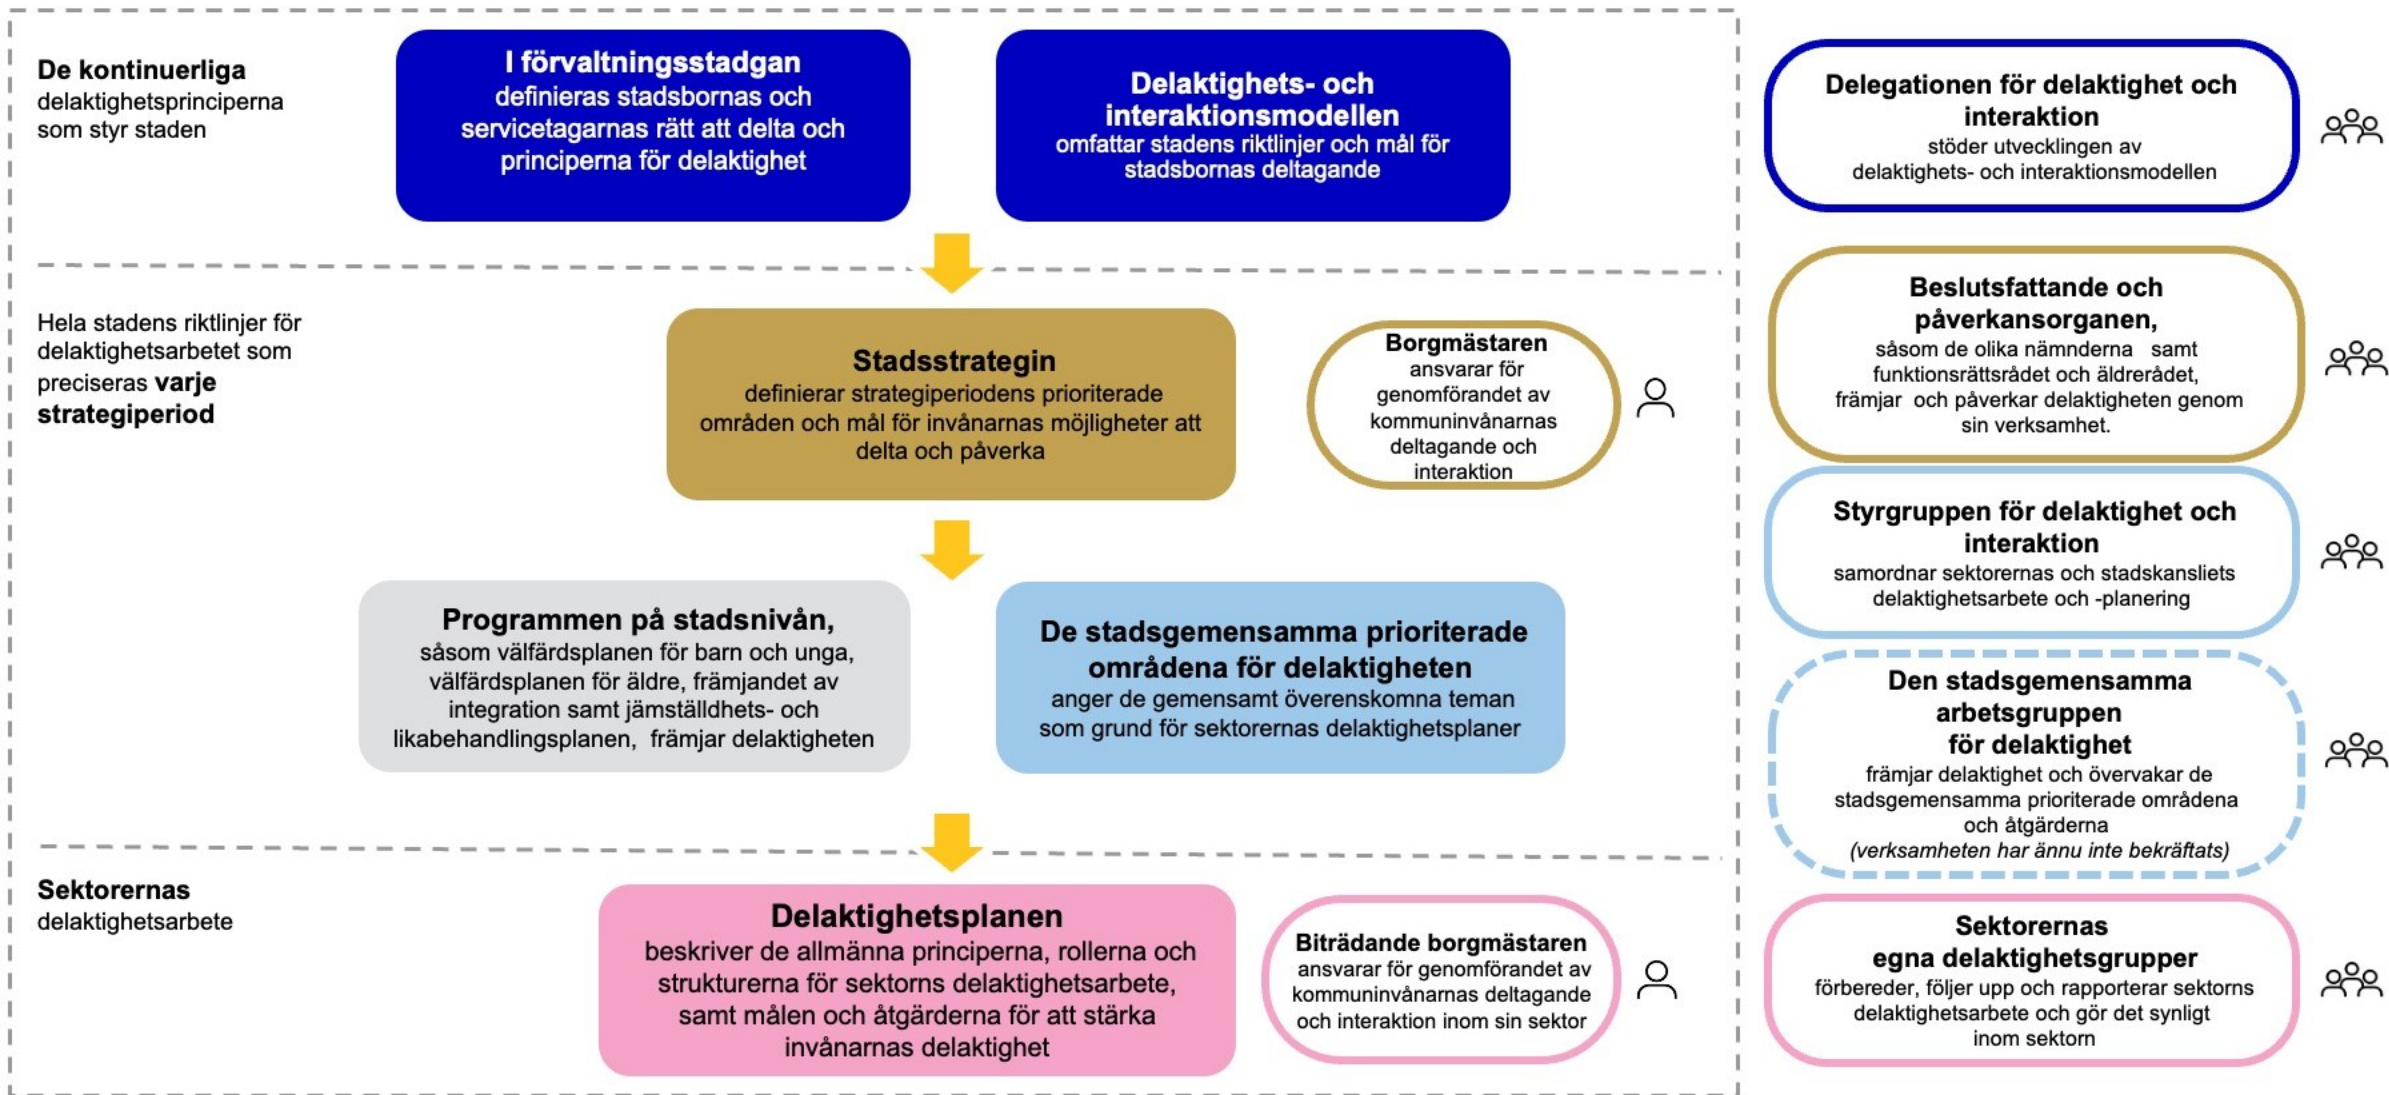 De kontinuerliga
delaktighetsprinciperna
som styr staden
I förvaltningsstadgan
definieras stadsbornas och
servicetagarnas rätt att delta och
principerna för delaktighet
Delaktighets- och
interaktionsmodellen
omfattar stadens riktlinjer och mål för
stadsbornas deltagande
Hela stadens riktlinjer för
delaktighetsarbetet som
preciseras varje
strategiperiod
Stadsstrategin
definierar strategiperiodens prioriterade
områden och mål för invånarnas möjligheter att
delta och påverka
Borgmästaren
ansvarar för
genomförandet av
kommuninvånarnas
deltagande och
interaktion
Programmen på stadsnivån,
såsom välfärdsplanen för barn och unga,
välfärdsplanen för äldre, främjandet av
integration samt jämställdhets- och
likabehandlingsplanen, främjar delaktigheten
De stadsgemensamma prioriterade
områdena för delaktigheten
anger de gemensamt överenskomna teman
som grund för sektorernas delaktighetsplaner
Sektorernas
delaktighetsarbete
Delaktighetsplanen
beskriver de allmänna principerna, rollerna och
strukturerna för sektorns delaktighetsarbete,
samt målen och åtgärderna för att stärka
invånarnas delaktighet
Biträdande borgmästaren
ansvarar för genomförandet av
kommuninvånarnas deltagande
och interaktion inom sin sektor
Delegationen för delaktighet och
interaktion
stöder utvecklingen av
delaktighets- och interaktionsmodellen
Beslutsfattande och
påverkansorganen,
såsom de olika nämnderna samt
funktionsrättsrådet och äldrerådet,
främjar och påverkar delaktigheten genom
sin verksamhet.
Styrgruppen för delaktighet och
interaktion
samordnar sektorernas och stadskansliets
delaktighetsarbete och -planering
Den stadsgemensamma
arbetsgruppen
för delaktighet
främjar delaktighet och övervakar de
stadsgemensamma prioriterade områdena
och åtgärderna
(verksamheten har ännu inte bekräftats)
Sektorernas
egna delaktighetsgrupper
förbereder, följer upp och rapporterar sektorns
delaktighetsarbete och gör det synligt
inom sektorn